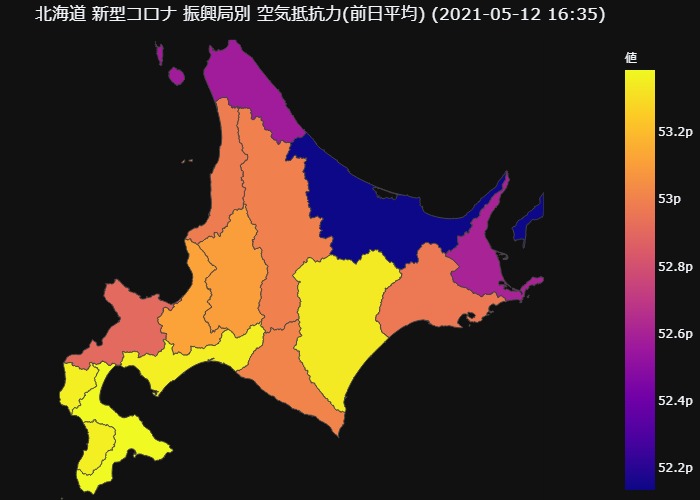 北海道 新型コロナ 振興局別 空気抵抗力(前日平均) (2021-05-12 16:35)
値
53.2p
53p
52.8p
52.6p
52.4p
52.2p